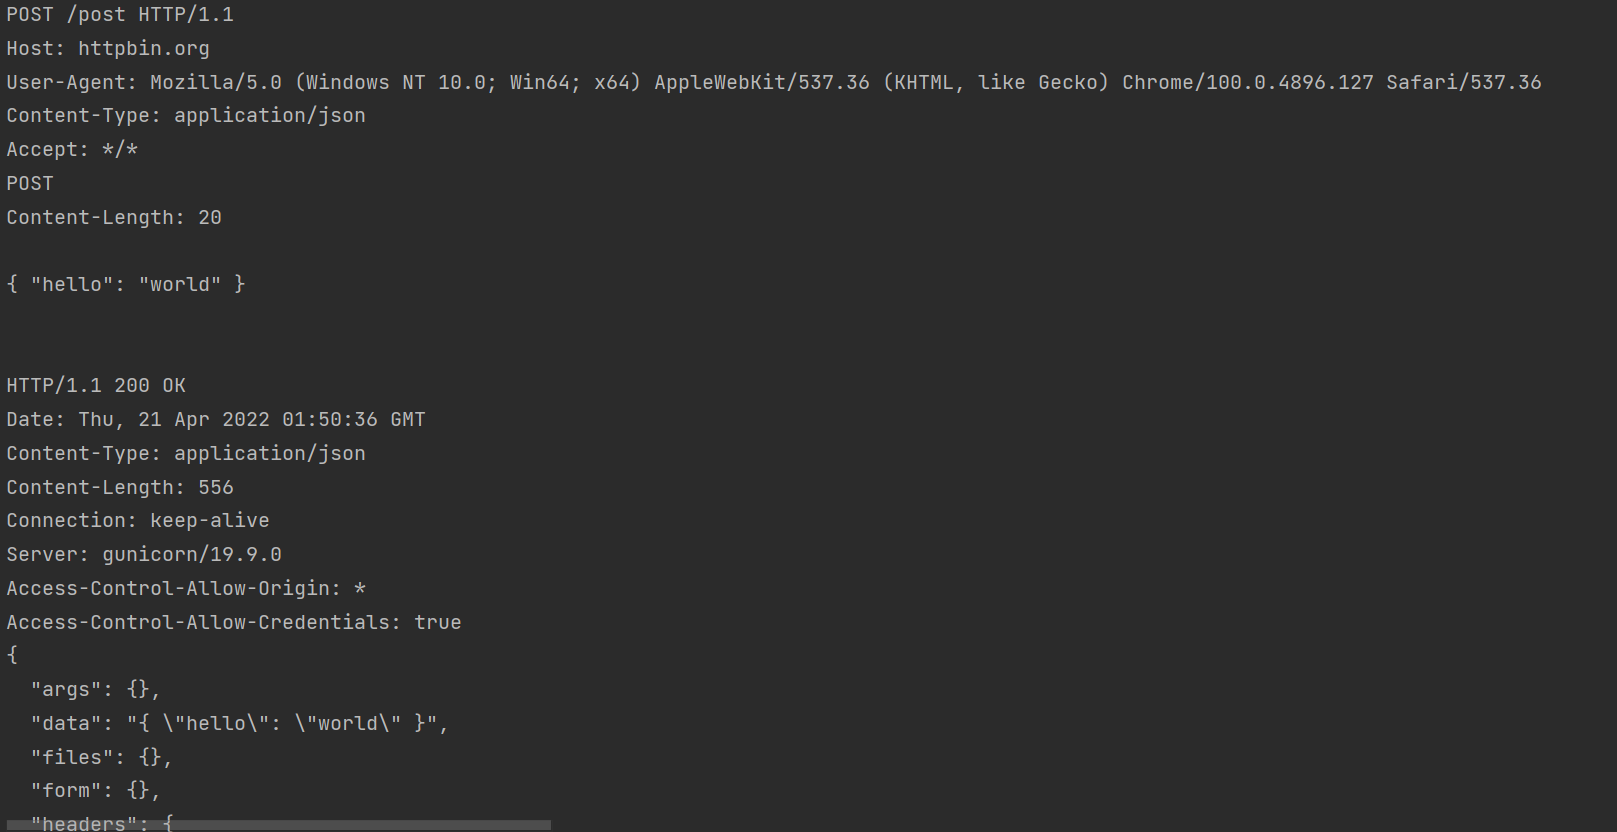 POST /post HTTP/1.1
Host: httpbin.org
User-Agent: Mozilla/5.0 (Windows NT 10.0; Win64; x64) AppleWebKit/537.36 (KHTML, like Gecko) Chrome/100.0.4896.127 Safari/537.36
Content-Type: application/json
Accept: */*
POST
Content-Length: 20

{ "hello": "world" }


HTTP/1.1 200 OK
Date: Thu, 21 Apr 2022 01:50:36 GMT
Content-Type: application/json
Content-Length: 556
Connection: keep-alive
Server: gunicorn/19.9.0
Access-Control-Allow-Origin: *
Access-Control-Allow-Credentials: true
{
  "args": {},
  "data": "{ \"hello\": \"world\" }",
  "files": {},
  "form": {},
  "headers": {